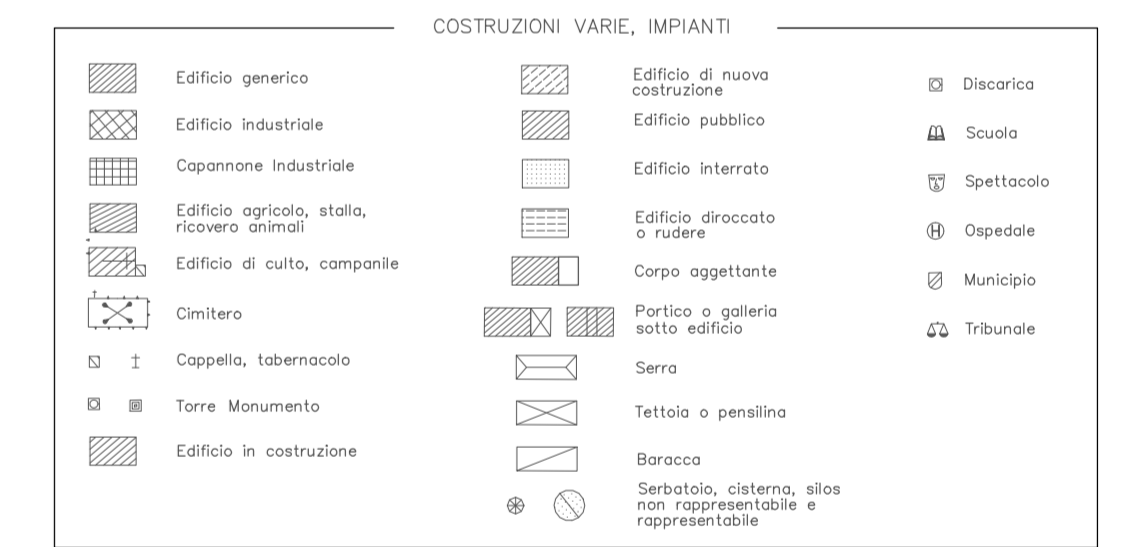 COSTRUZIONI VARIE, IMPIANTI
Edificio generico
Edificio industriale
Capannone Industriale
Edificio agricolo, stalla,
ricovero animali
Edificio di culto, campanile
Cimitero
Cappella, tabernacolo
Torre Monumento
Edificio in costruzione
Edificio di nuova
costruzione
Edificio pubblico
Edificio interrato
Edificio diroccato
o rudere
Corpo aggettante
Portico o galleria
sotto edificio
Serra
Tettoia o pensilina
Baracca
Serbatoio, cisterna, silos
non rappresentabile e
rappresentabile
Discarica
Scuola
Spettacolo
H Ospedale
Municipio
Tribunale